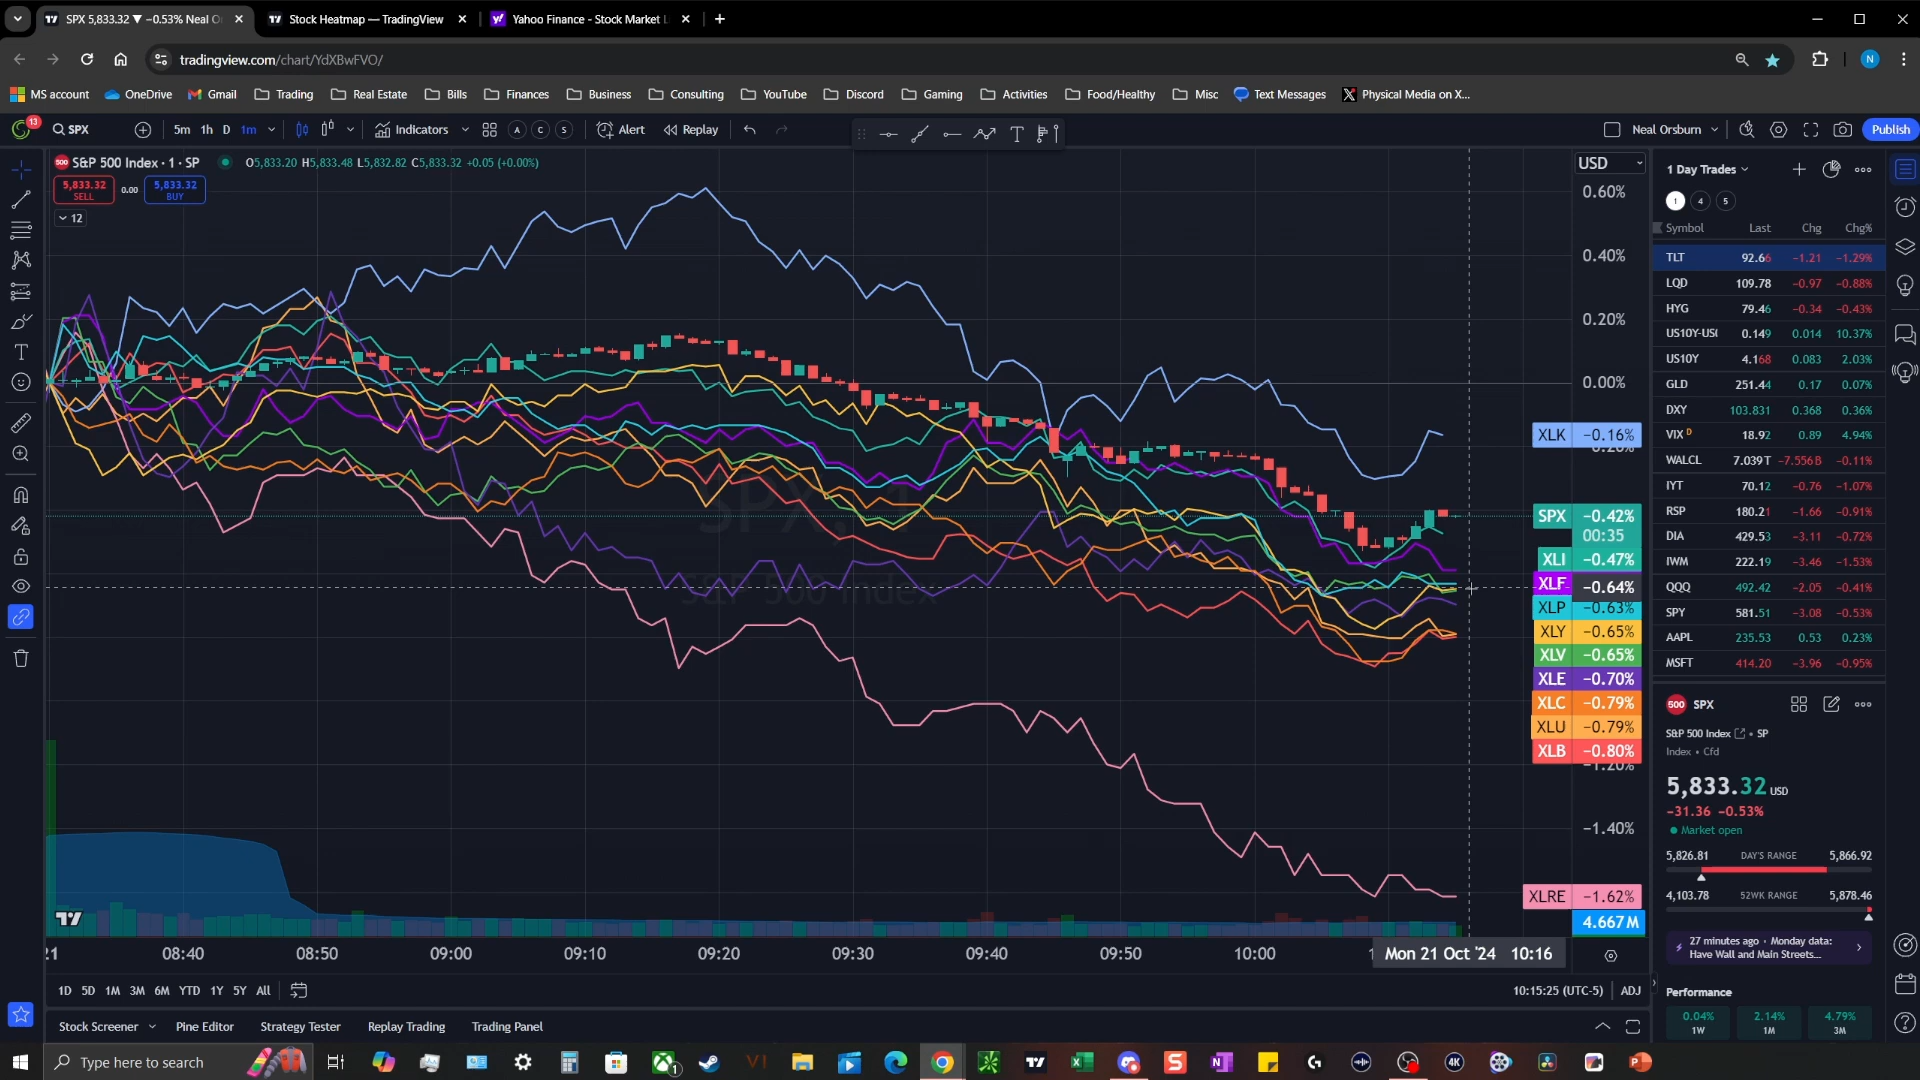 SPX 5,833.32 ▼ −0.53% Neal O
Stock Heatmap — TradingView
Yahoo Finance - Stock Market L
tradingview.com/chart/YdXBwFVO/
MS account OneDrive Gmail Trading Real Estate Bills Finances Business Consulting YouTube Discord Gaming Activities Food/Healthy Misc Text Messages Physical Media on X...
13 SPX 5m 1h D 1m Indicators A C S Alert Replay Neal Orsburn Publish
S&P 500 Index · 1 · SP O5,833.20 H5,833.48 L5,832.82 C5,833.32 +0.05 (+0.00%)
5,833.32 SELL 0.00 5,833.32 BUY
12
SPX, 1
S&P 500 Index
USD
0.60%
0.40%
0.20%
0.00%
XLK −0.16%
SPX −0.42%
00:35
XLI −0.47%
XLF −0.64%
XLP −0.63%
XLY −0.65%
XLV −0.65%
XLE −0.70%
XLC −0.79%
XLU −0.79%
XLB −0.80%
−1.20%
−1.40%
XLRE −1.62%
4.667 M
21 08:40 08:50 09:00 09:10 09:20 09:30 09:40 09:50 10:00 Mon 21 Oct '24 10:16
1D 5D 1M 3M 6M YTD 1Y 5Y All 10:15:25 (UTC-5) ADJ
Stock Screener Pine Editor Strategy Tester Replay Trading Trading Panel
1 Day Trades
1 4 5
Symbol Last Chg Chg%
TLT 92.66 −1.21 −1.29%
LQD 109.78 −0.97 −0.88%
HYG 79.46 −0.34 −0.43%
US10Y-US( 0.149 0.014 10.37%
US10Y 4.168 0.083 2.03%
GLD 251.44 0.17 0.07%
DXY 103.831 0.368 0.36%
VIX D 18.92 0.89 4.94%
WALCL 7.039 T −7.556 B −0.11%
IYT 70.12 −0.76 −1.07%
RSP 180.21 −1.66 −0.91%
DIA 429.53 −3.11 −0.72%
IWM 222.19 −3.46 −1.53%
QQQ 492.42 −2.05 −0.41%
SPY 581.51 −3.08 −0.53%
AAPL 235.53 0.53 0.23%
MSFT 414.20 −3.96 −0.95%
500 SPX
S&P 500 Index • SP
Index • Cfd
5,833.32 USD
−31.36 −0.53%
Market open
5,826.81 DAY'S RANGE 5,866.92
4,103.78 52WK RANGE 5,878.46
27 minutes ago · Monday data:
Have Wall and Main Streets...
Performance
0.04% 2.14% 4.79%
1W 1M 3M
Type here to search